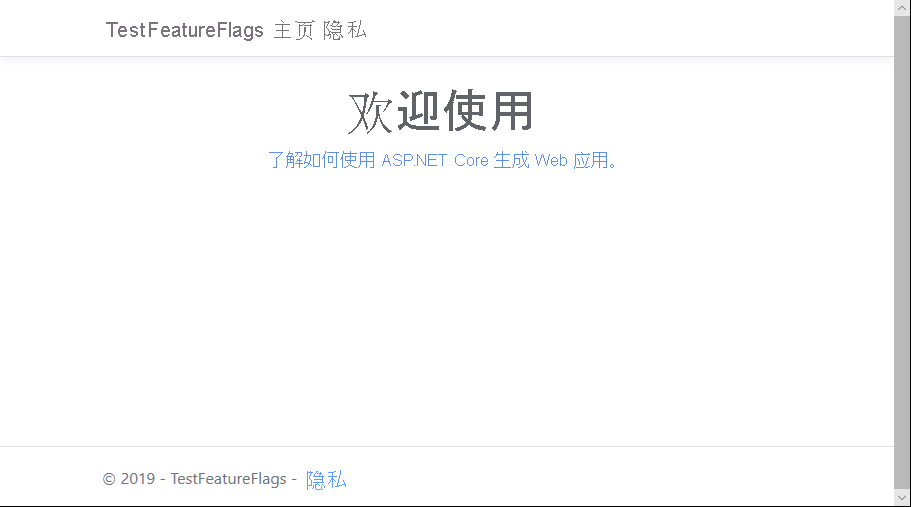 TestFeatureFlags 主页 隐私
欢迎使用
了解如何使用 ASP.NET Core 生成 Web 应用。
© 2019 - TestFeatureFlags - 隐私